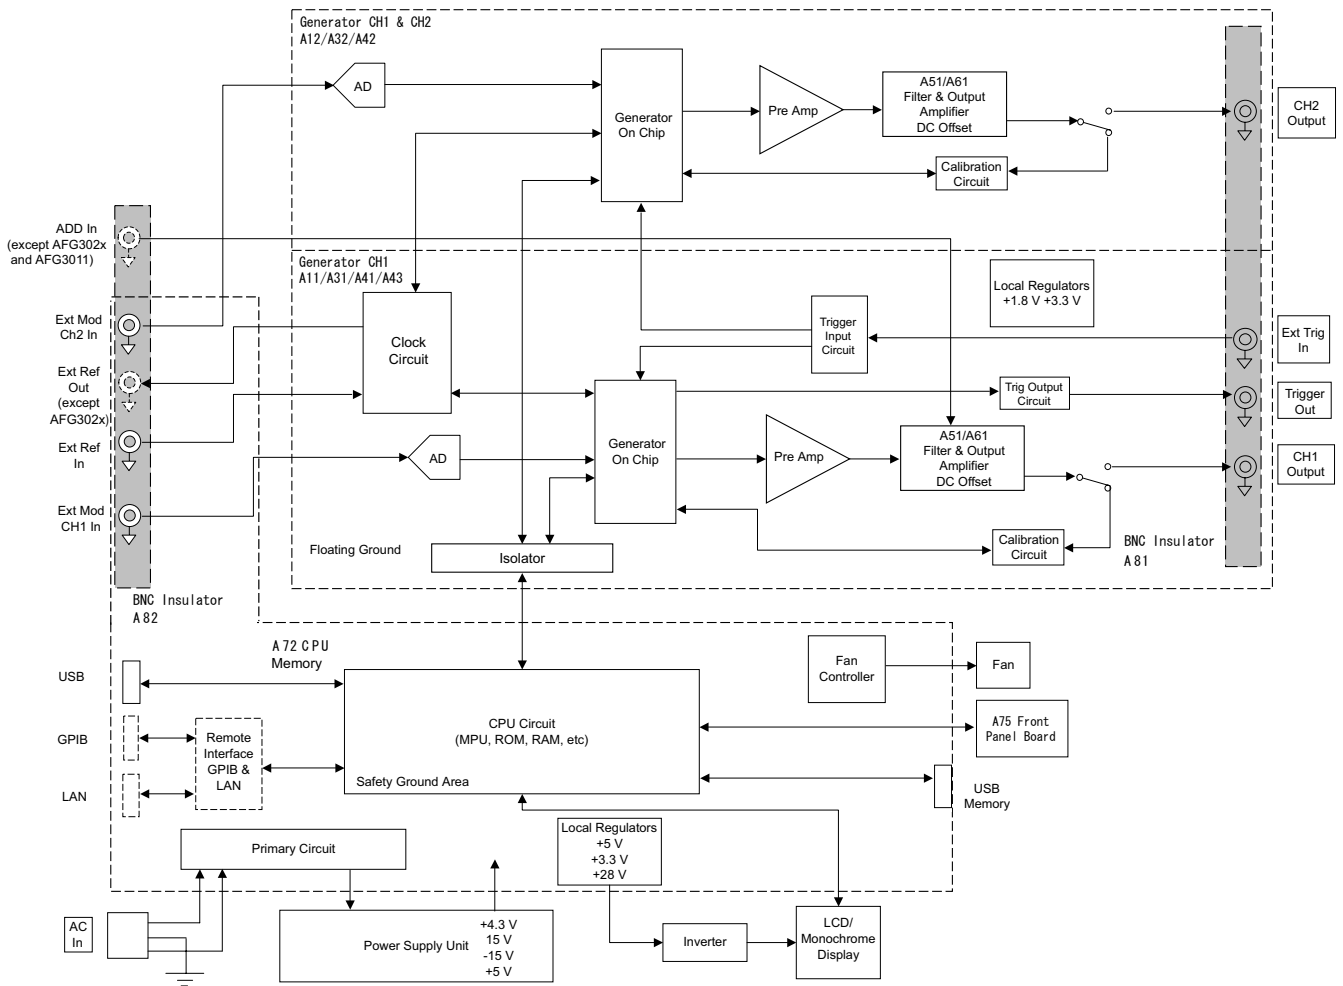 Generator CH1 & CH2
A12/A32/A42
AD
Generator
On Chip
Pre Amp
A51/A61
Filter & Output
Amplifier
DC Offset
Calibration
Circuit
CH2
Output
ADD In
(except AFG302x
and AFG3011)
Generator CH1
A11/A31/A41/A43
Local Regulators
+1.8 V +3.3 V
Ext Mod
Ch2 In
Clock
Circuit
Trigger
Input
Circuit
Ext Trig
In
Ext Ref
Out
(except
AFG302x)
Trig Output
Circuit
Trigger
Out
Ext Ref
In
AD
Generator
On Chip
Pre Amp
A51/A61
Filter & Output
Amplifier
DC Offset
CH1
Output
Ext Mod
CH1 In
Floating Ground
Isolator
Calibration
Circuit
BNC Insulator
A81
BNC Insulator
A82
A72 CPU
Memory
Fan
Controller
Fan
USB
CPU Circuit
(MPU, ROM, RAM, etc)
Safety Ground Area
A75 Front
Panel Board
GPIB
Remote
Interface
GPIB &
LAN
LAN
USB
Memory
Primary Circuit
Local Regulators
+5 V
+3.3 V
+28 V
AC
In
Power Supply Unit
+4.3 V
15 V
-15 V
+5 V
Inverter
LCD/
Monochrome
Display